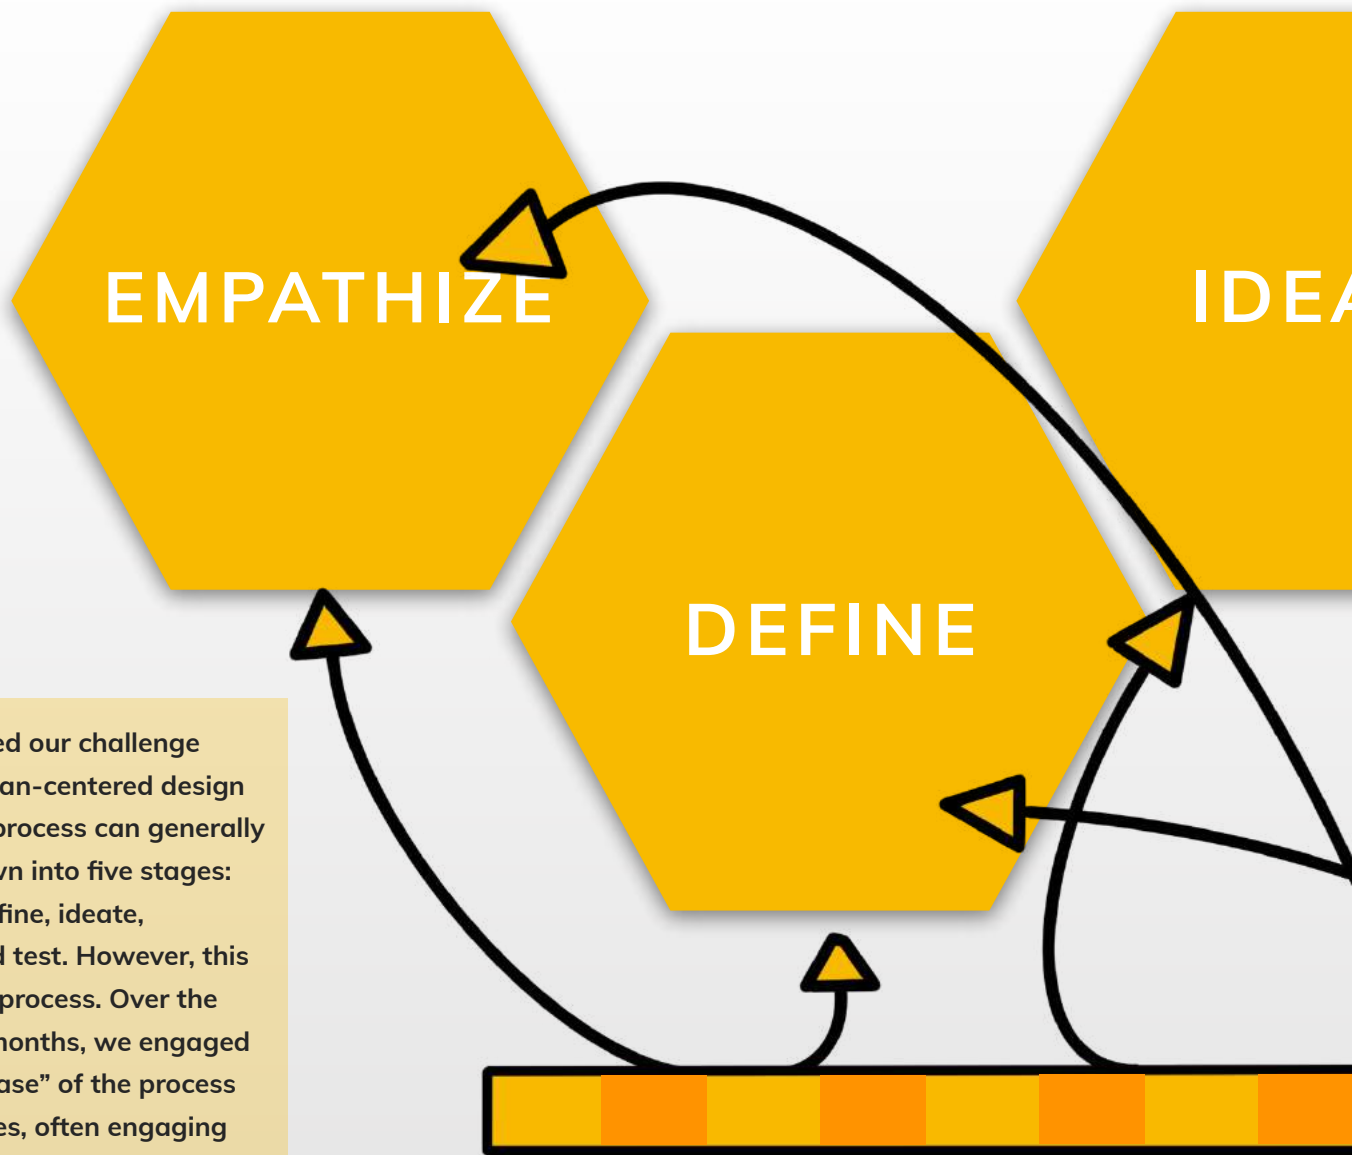 EMPATHIZE
IDEA
DEFINE
ed our challenge
an-centered design
process can generally
vn into five stages:
fine, ideate,
d test. However, this
process. Over the
months, we engaged
ase” of the process
es, often engaging